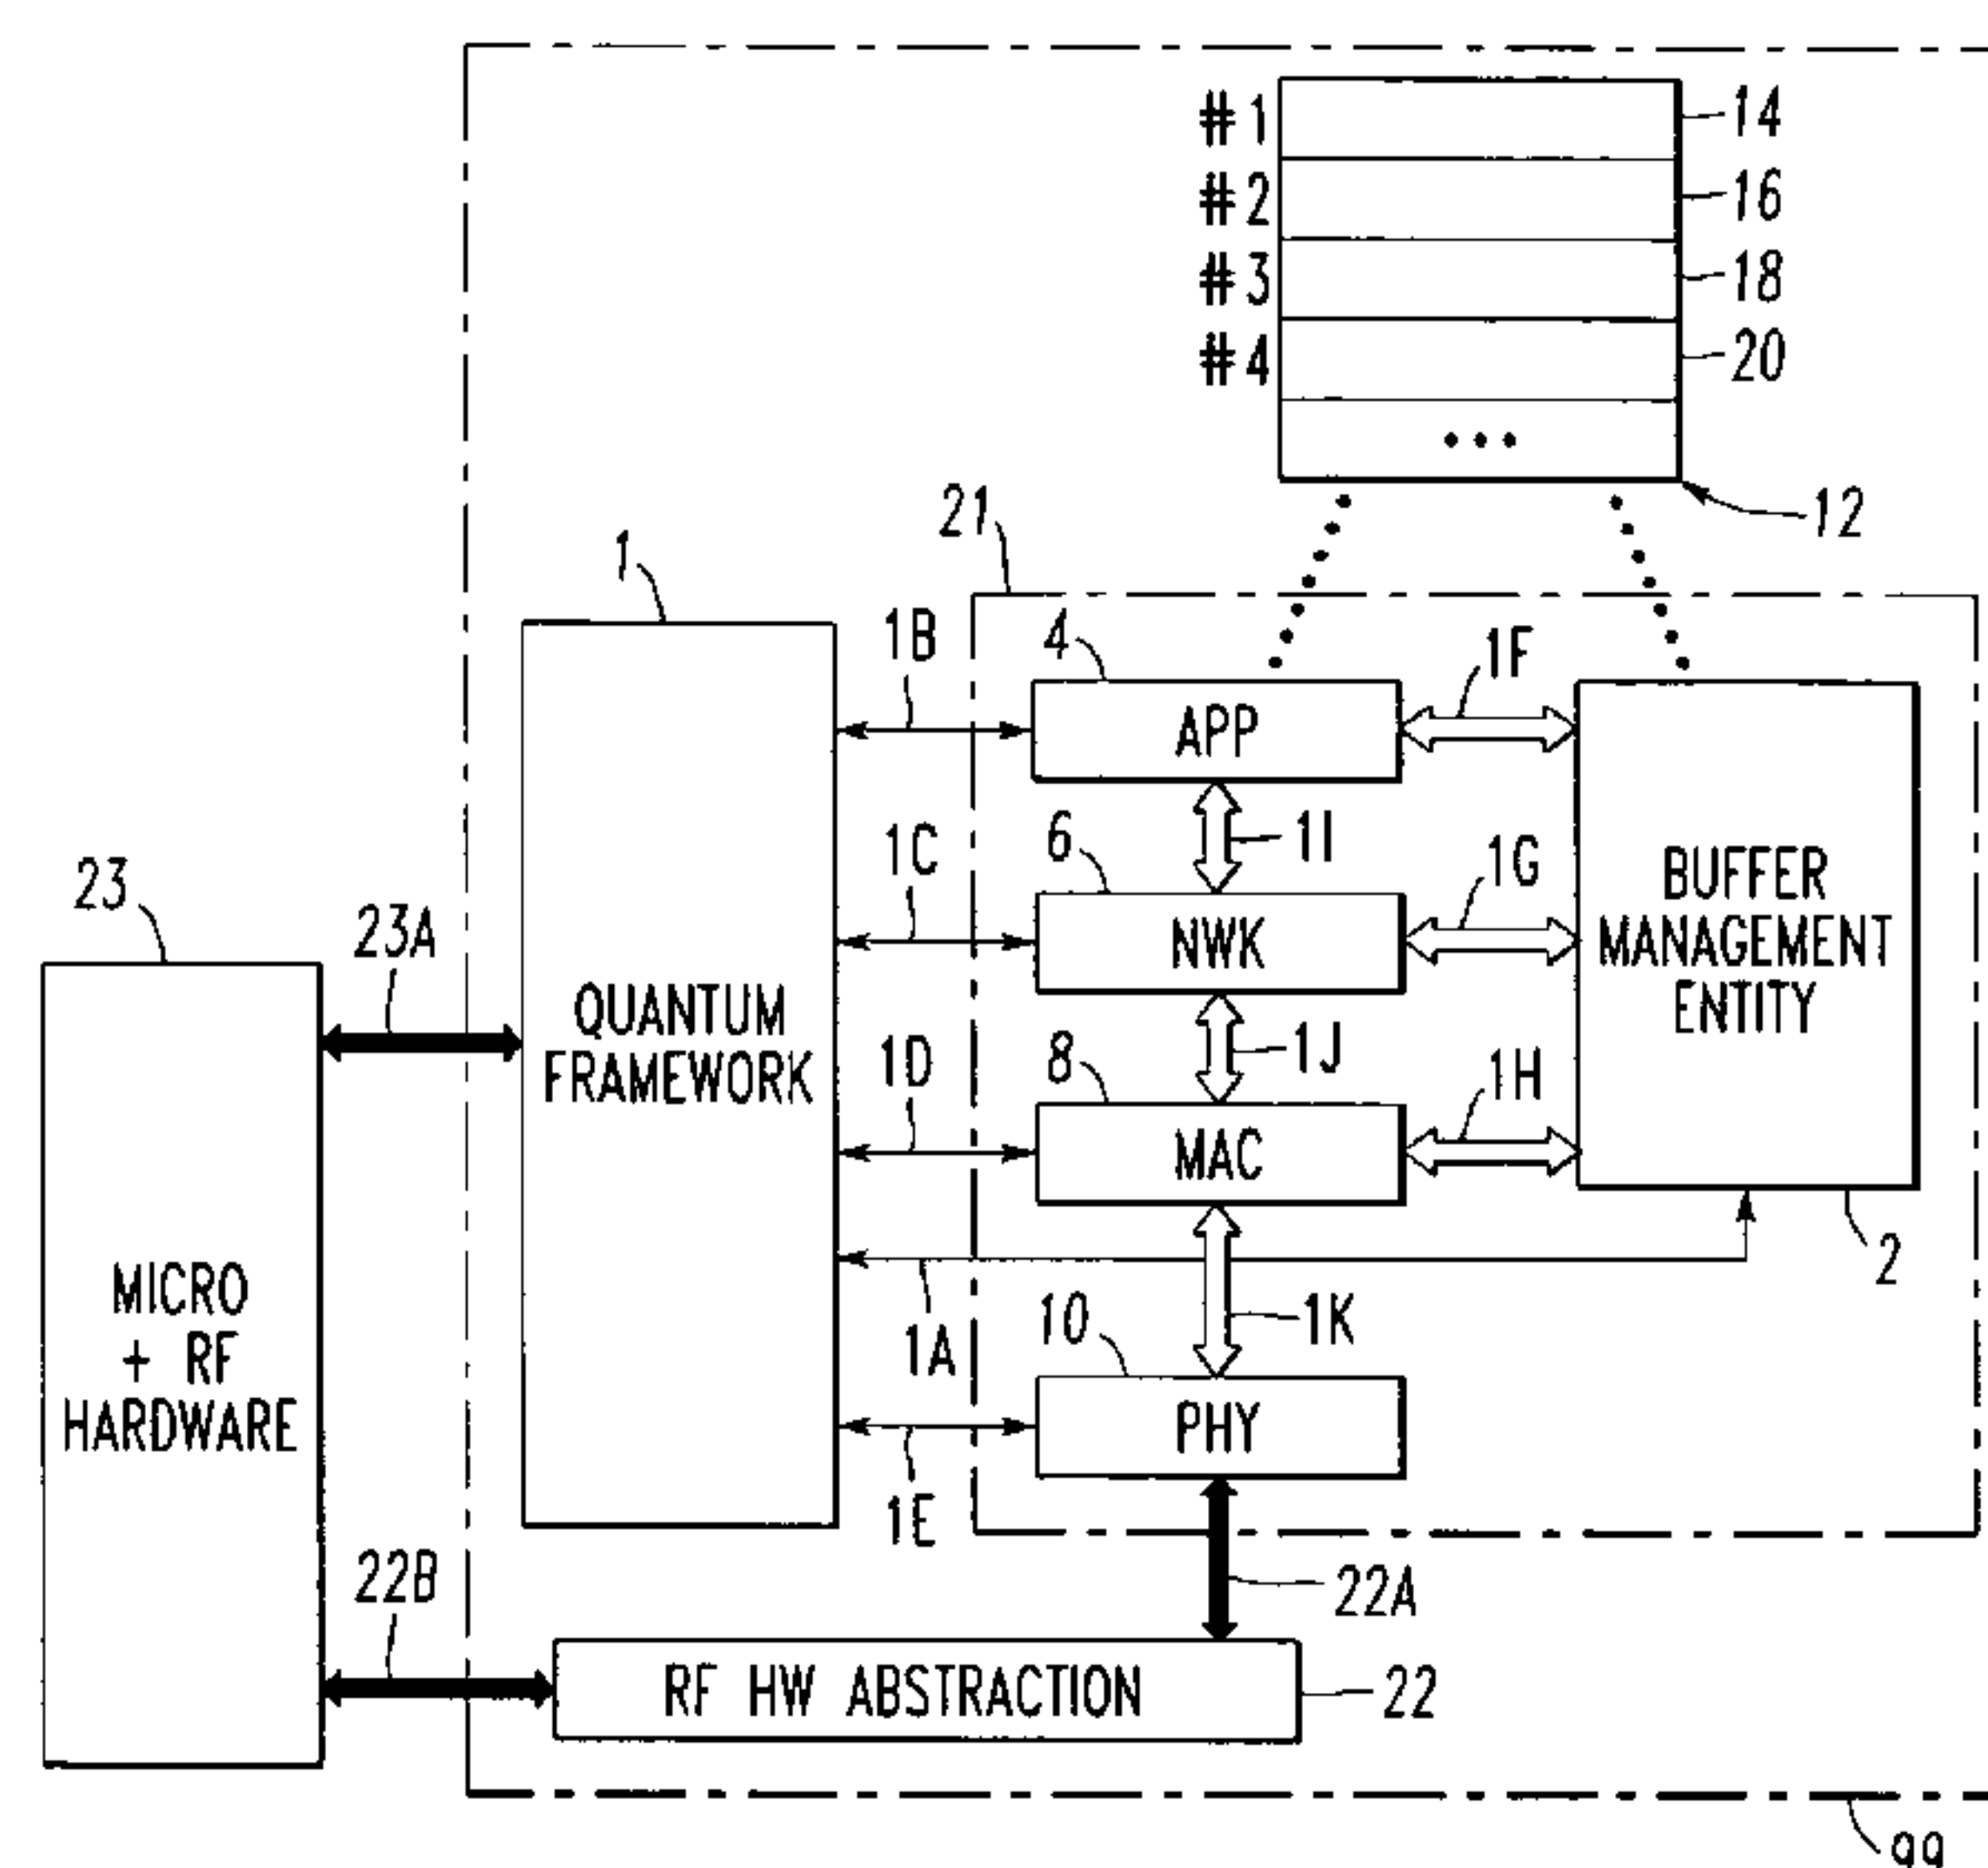 #1
14
#2
16
#3
18
#4
20
...
12
21
1
1B
4
1F
APP
1I
23
23A
1C
6
1G
NWK
BUFFER
MANAGEMENT
ENTITY
QUANTUM
FRAMEWORK
1J
1D
8
1H
MAC
2
MICRO
+ RF
HARDWARE
1A
10
1K
PHY
1E
22B
22A
RF HW ABSTRACTION
22
99